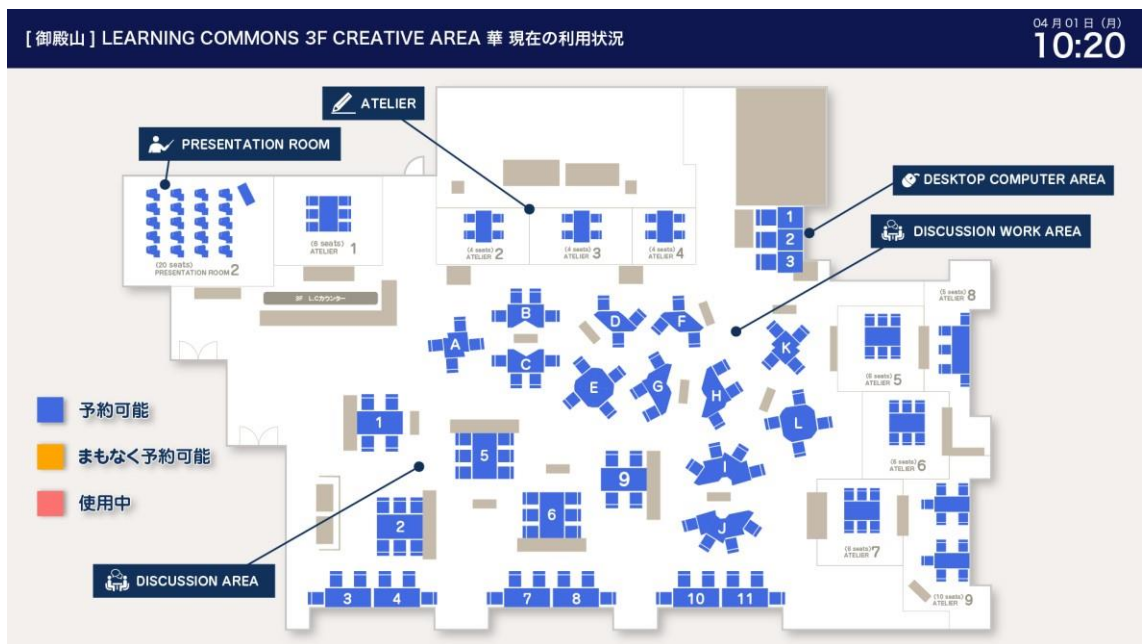 [ 御殿山 ] LEARNING COMMONS 3F CREATIVE AREA 華 現在の利用状況
04月01日（月）
10:20
ATELIER
PRESENTATION ROOM
DESKTOP COMPUTER AREA
DISCUSSION WORK AREA
(20 seats)
PRESENTATION ROOM 2
(6 seats)
ATELIER 1
(4 seats)
ATELIER 2
(4 seats)
ATELIER 3
(4 seats)
ATELIER 4
1
2
3
3F L.Cカウンター
(5 seats)
ATELIER 8
A
B
C
D
E
F
G
H
I
J
K
L
(6 seats)
ATELIER 5
(6 seats)
ATELIER 6
(6 seats)
ATELIER 7
(10 seats)
ATELIER 9
予約可能
まもなく予約可能
使用中
1
2
5
6
9
DISCUSSION AREA
3
4
7
8
10
11